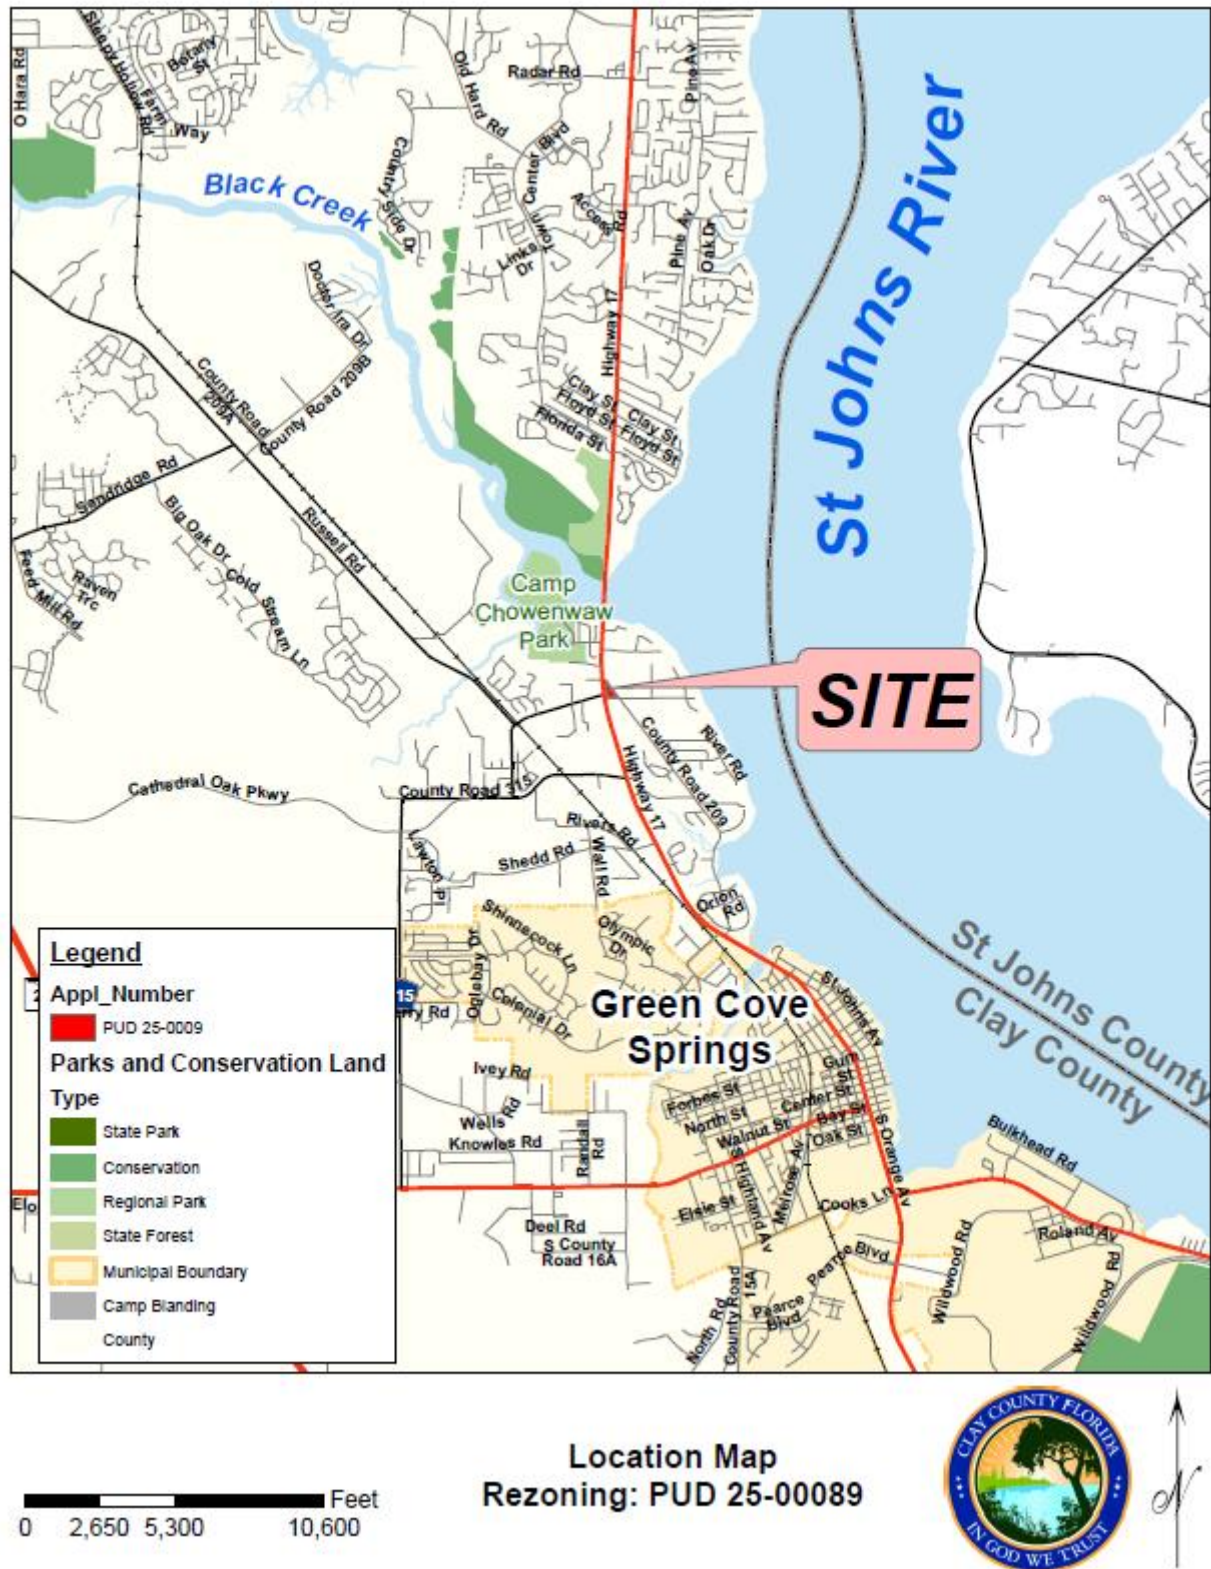 O Hara Rd
Sleepy Hollow Rd
Botany St
Farm Way
Old Hard Rd
Radar Rd
Pine Av
Black Creek
Country Side Dr
Center Blvd
Town
Access Rd
Links Dr
Pine Av
Oak Dr
St Johns River
Doctor Ira Dr
County Road 209B
County Road 209A
Highway 17
Clay St
Clay St
Floyd St
Floyd St
Florida St
Sandridge Rd
Big Oak Dr
Cold Stream Ln
Russell Rd
Feed Mill Rd
Raven Trc
Camp
Chowenwaw
Park
SITE
River Rd
County Road 209
Highway 17
Cathedral Oak Pkwy
County Road 315
Rivers Rd
Wall Rd
Shedd Rd
Lawton Pl
Orion Rd
Shinnecock Ln
Olympic Dr
Oglebay Dr
Colonial Dr
St Johns Av
Green Cove
Springs
St Johns County
Clay County
15
erry Rd
Ivey Rd
Wells Rd
Knowles Rd
Randall Rd
Forbes St
North St
Walnut St
Center St
Gum St
Bay St
Oak St
S Orange Av
Bulkhead Rd
Elsie St
S Highland Av
Melrose Av
Cooks Ln
Deel Rd
S County
Road 16A
Pearce Blvd
Pearce Blvd
Roland Av
Wildwood Rd
Wildwood Rd
North Rd
County Road 15A
Elo
2
Legend
Appl_Number
PUD 25-0009
Parks and Conservation Land
Type
State Park
Conservation
Regional Park
State Forest
Municipal Boundary
Camp Blanding
County
Location Map
Rezoning: PUD 25-00089
Feet
0 2,650 5,300 10,600
CLAY COUNTY FLORIDA
IN GOD WE TRUST
N